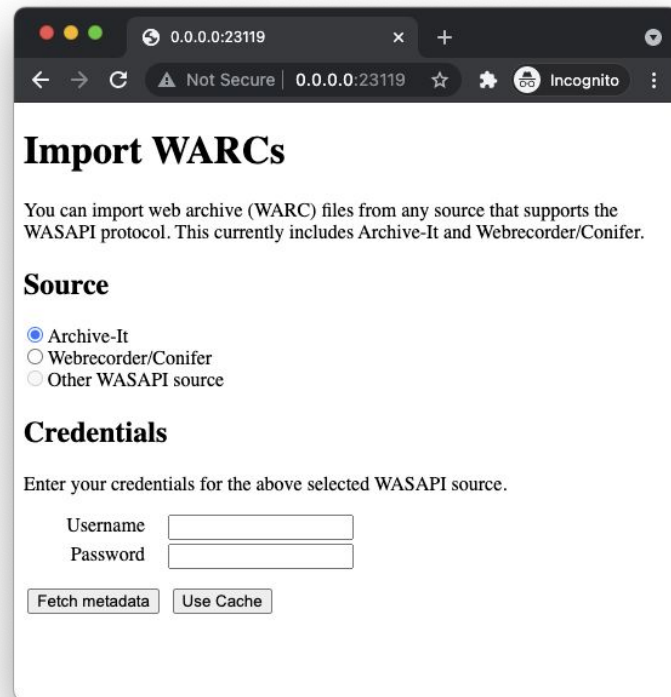 0.0.0.0:23119
Not Secure | 0.0.0.0:23119 Incognito
Import WARCs
You can import web archive (WARC) files from any source that supports the
WASAPI protocol. This currently includes Archive-It and Webrecorder/Conifer.
Source
Archive-It
Webrecorder/Conifer
Other WASAPI source
Credentials
Enter your credentials for the above selected WASAPI source.
Username
Password
Fetch metadata Use Cache